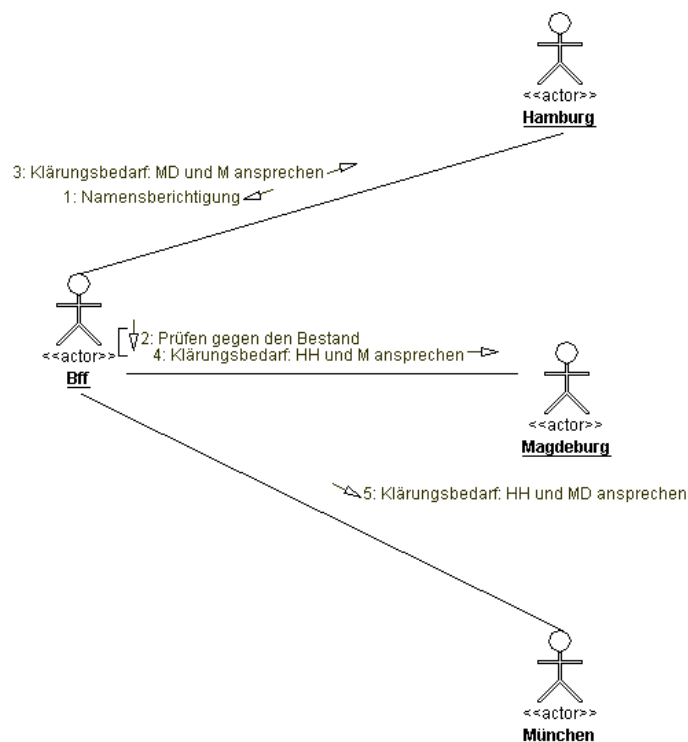 <<actor>>
Hamburg
3: Klärungsbedarf: MD und M ansprechen
1: Namensberichtigung
<<actor>>
Bff
2: Prüfen gegen den Bestand
4: Klärungsbedarf: HH und M ansprechen
<<actor>>
Magdeburg
5: Klärungsbedarf: HH und MD ansprechen
<<actor>>
München